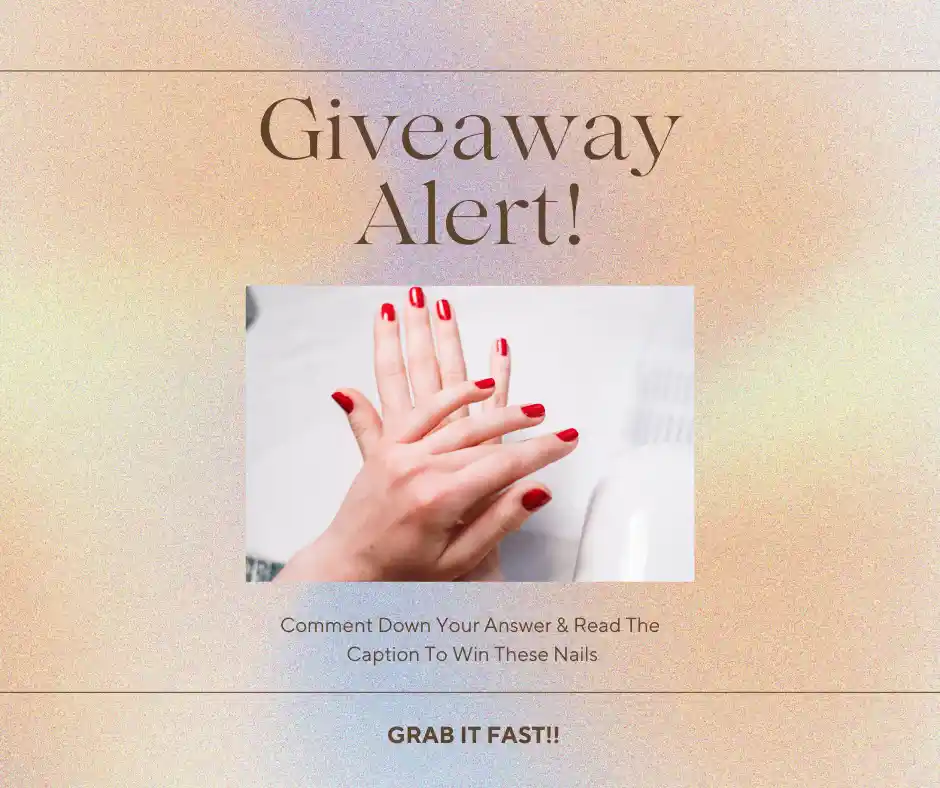 Giveaway
Alert!
Comment Down Your Answer & Read The
Caption To Win These Nails
GRAB IT FAST!!